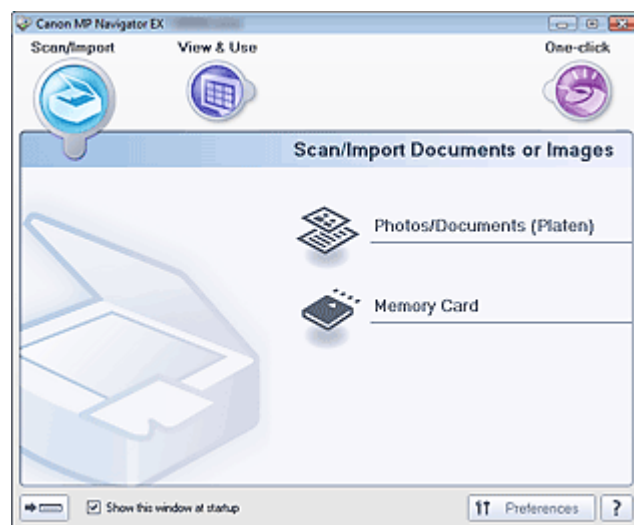 Canon MP Navigator EX
Scan/Import View & Use One-click
Scan/Import Documents or Images
Photos/Documents (Platen)
Memory Card
Show this window at startup Preferences ?